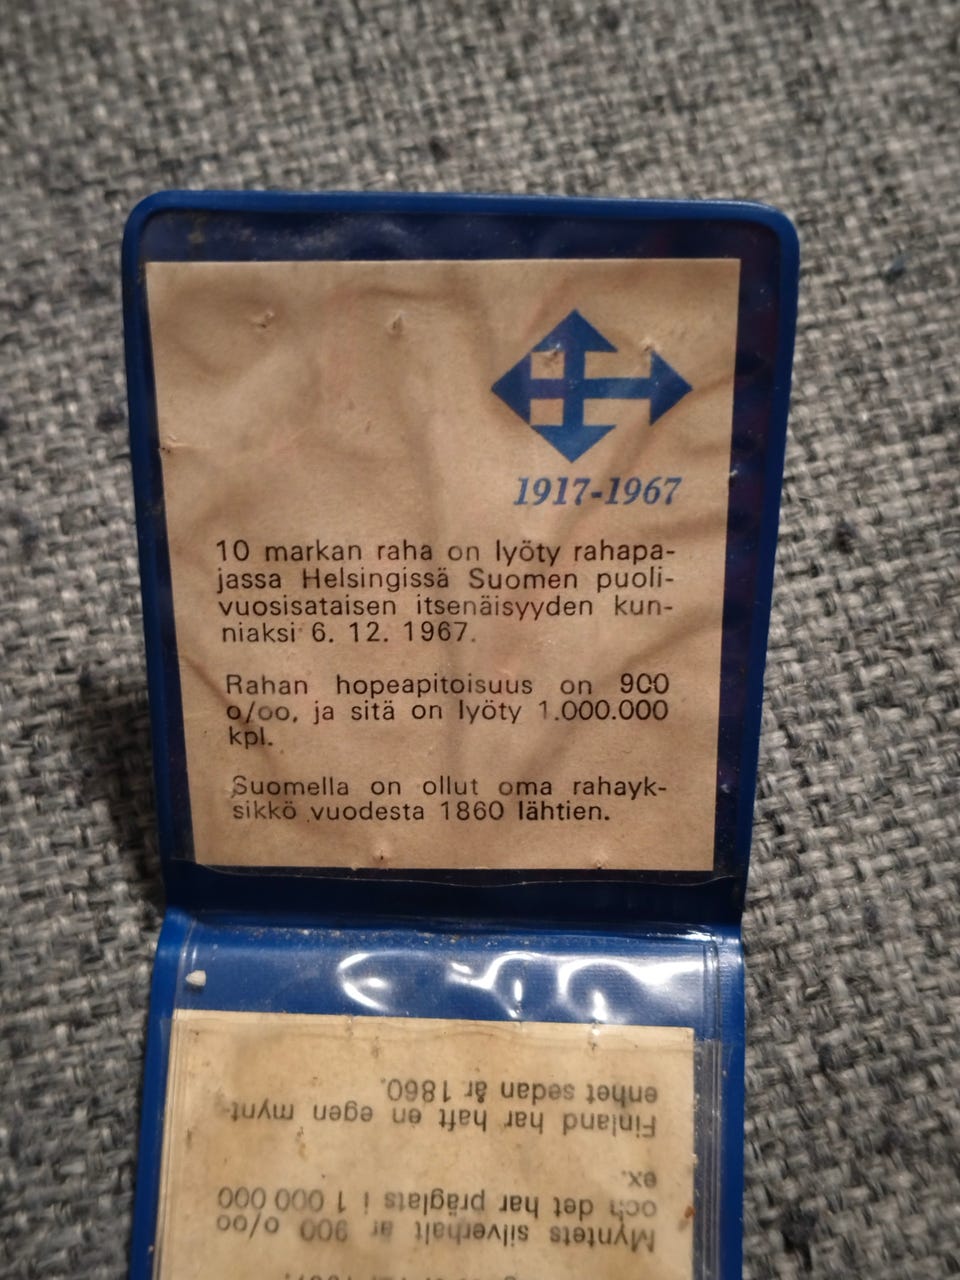 1917-1967
10 markan raha on lyöty rahapa-
jassa Helsingissä Suomen puoli-
vuosisataisen itsenäisyyden kun-
niaksi 6. 12. 1967.
Rahan hopeapitoisuus on 900
o/oo, ja sitä on lyöty 1.000.000
kpl.
Suomella on ollut oma rahayk-
sikkö vuodesta 1860 lähtien.
Myntets silverhalt är 900 o/oo
och det har präglats i 1 000 000
ex.
Finland har haft en egen mynt-
enhet sedan år 1860.